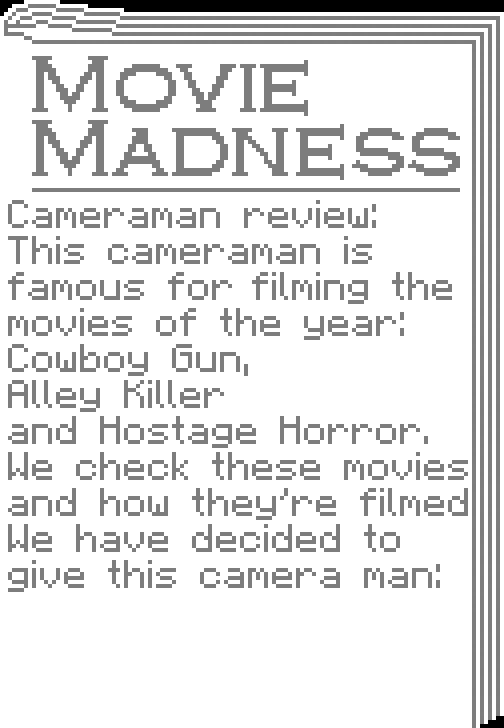 MOVIE
MADNESS
Cameraman review:
This cameraman is
famous for filming the
movies of the year:
Cowboy Gun,
Alley Killer
and Hostage Horror.
We check these movies
and how they're filmed
We have decided to
give this camera man: